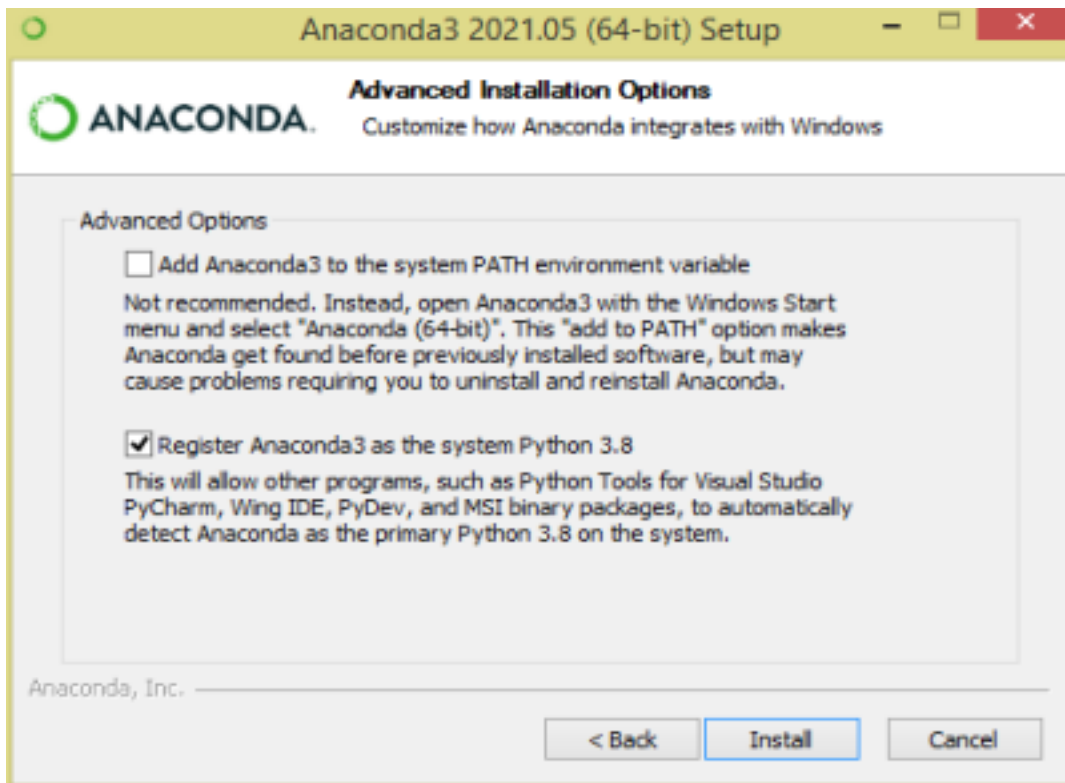 Anaconda3 2021.05 (64-bit) Setup
ANACONDA.
Advanced Installation Options
Customize how Anaconda integrates with Windows
Advanced Options
Add Anaconda3 to the system PATH environment variable
Not recommended. Instead, open Anaconda3 with the Windows Start
menu and select "Anaconda (64-bit)". This "add to PATH" option makes
Anaconda get found before previously installed software, but may
cause problems requiring you to uninstall and reinstall Anaconda.
Register Anaconda3 as the system Python 3.8
This will allow other programs, such as Python Tools for Visual Studio
PyCharm, Wing IDE, PyDev, and MSI binary packages, to automatically
detect Anaconda as the primary Python 3.8 on the system.
Anaconda, Inc.
< Back
Install
Cancel